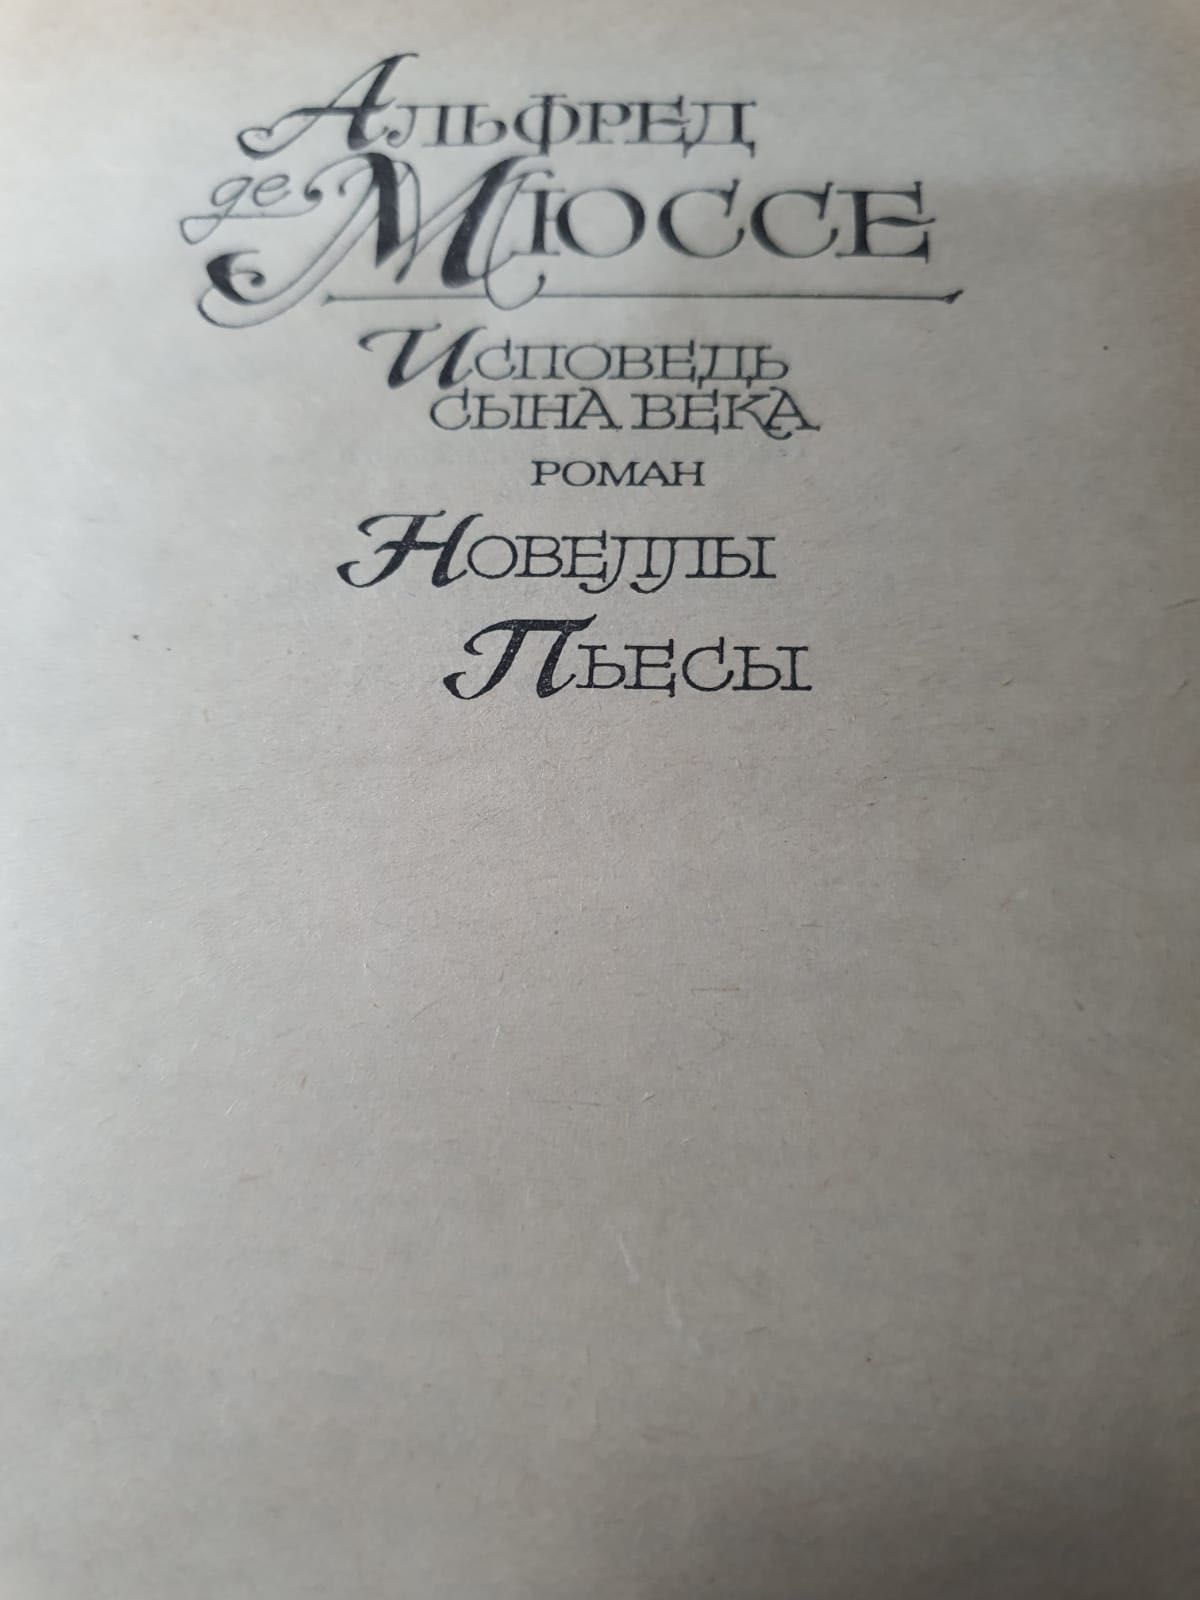 Альфред
де Мюссе
Исповедь
сына века
роман
Новеллы
Пьесы